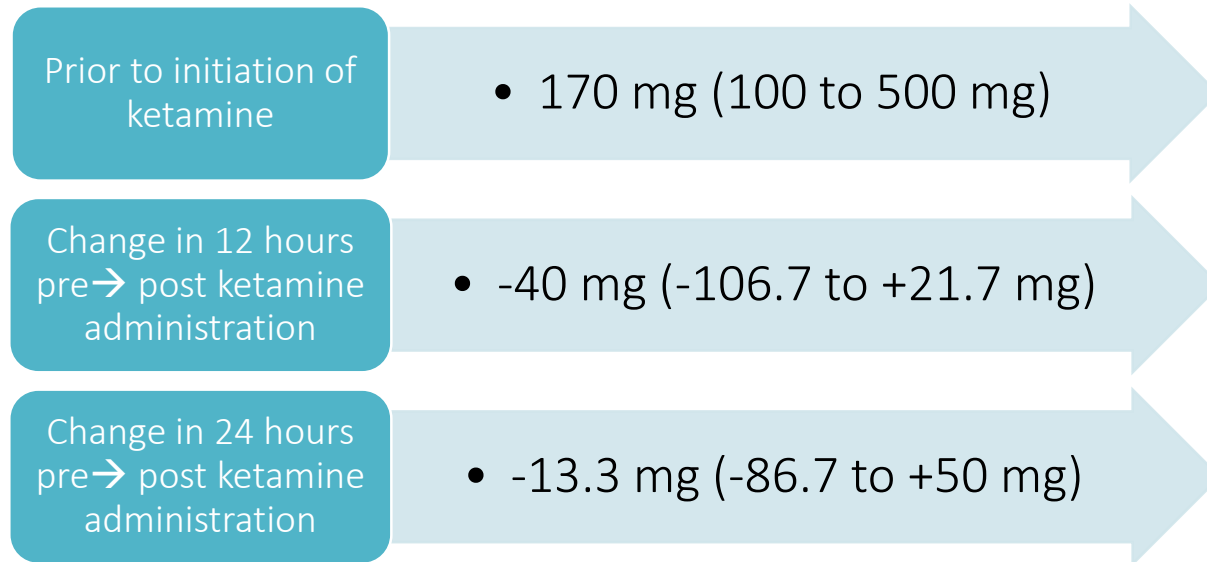 Prior to initiation of
ketamine
• 170 mg (100 to 500 mg)
Change in 12 hours
pre→ post ketamine
administration
• -40 mg (-106.7 to +21.7 mg)
Change in 24 hours
pre→ post ketamine
administration
• -13.3 mg (-86.7 to +50 mg)